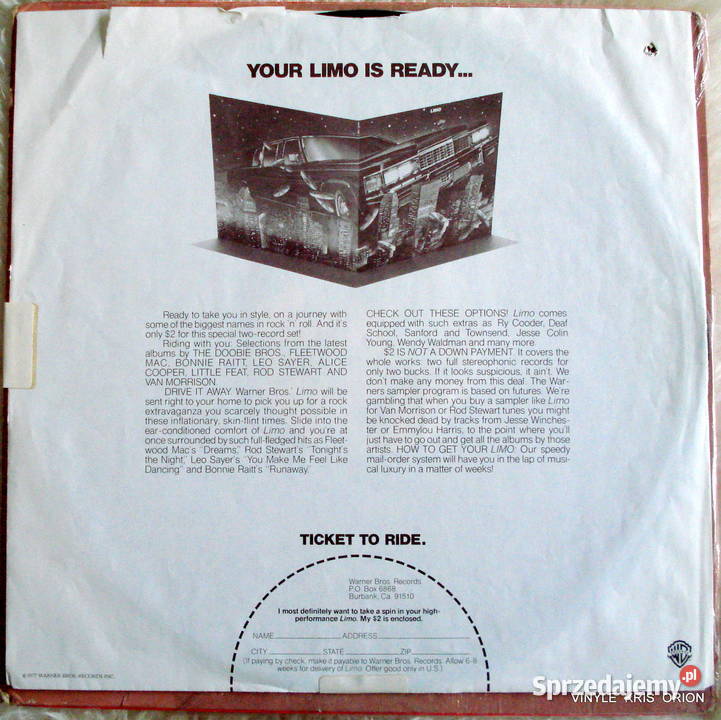 YOUR LIMO IS READY...
LIMO
Ready to take you in style, on a journey with
some of the biggest names in rock 'n' roll. And it's
only $2 for this special two-record set!
Riding with you: Selections from the latest
albums by THE DOOBIE BROS., FLEETWOOD
MAC, BONNIE RAITT, LEO SAYER, ALICE
COOPER, LITTLE FEAT, ROD STEWART AND
VAN MORRISON.
DRIVE IT AWAY Warner Bros.' Limo will be
sent right to your home to pick you up for a rock
extravaganza you scarcely thought possible in
these inflationary, skin-flint times. Slide into the
ear-conditioned comfort of Limo and you're at
once surrounded by such full-fledged hits as Fleet-
wood Mac's "Dreams," Rod Stewart's "Tonight's
the Night," Leo Sayer's "You Make Me Feel Like
Dancing" and Bonnie Raitt's "Runaway."
CHECK OUT THESE OPTIONS! Limo comes
equipped with such extras as Ry Cooder, Deaf
School, Sanford and Townsend, Jesse Colin
Young, Wendy Waldman and many more.
$2 IS NOT A DOWN PAYMENT. It covers the
whole works: two full stereophonic records for
only two bucks. If it looks suspicious, it ain't. We
don't make any money from this deal. The War-
ners sampler program is based on futures. We're
gambling that when you buy a sampler like Limo
for Van Morrison or Rod Stewart tunes you might
be knocked dead by tracks from Jesse Winches-
ter or Emmylou Harris, to the point where you'll
just have to go out and get all the albums by those
artists. HOW TO GET YOUR LIMO: Our speedy
mail-order system will have you in the lap of musi-
cal luxury in a matter of weeks!
TICKET TO RIDE.
Warner Bros. Records
P.O. Box 6868
Burbank, Ca. 91510
I most definitely want to take a spin in your high-
performance Limo. My $2 is enclosed.
NAME ADDRESS
CITY STATE ZIP
(If paying by check, make it payable to Warner Bros. Records. Allow 6-8
weeks for delivery of Limo. Offer good only in U.S.)
© 1977 WARNER BROS. RECORDS INC.
Sprzedajemy.pl
VINYLE KRIS ORION